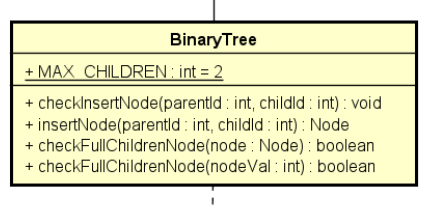 BinaryTree
+ MAX_CHILDREN : int = 2
+ checkInsertNode(parentId : int, childId : int) : void
+ insertNode(parentId : int, childId : int) : Node
+ checkFullChildrenNode(node : Node) : boolean
+ checkFullChildrenNode(nodeVal : int) : boolean